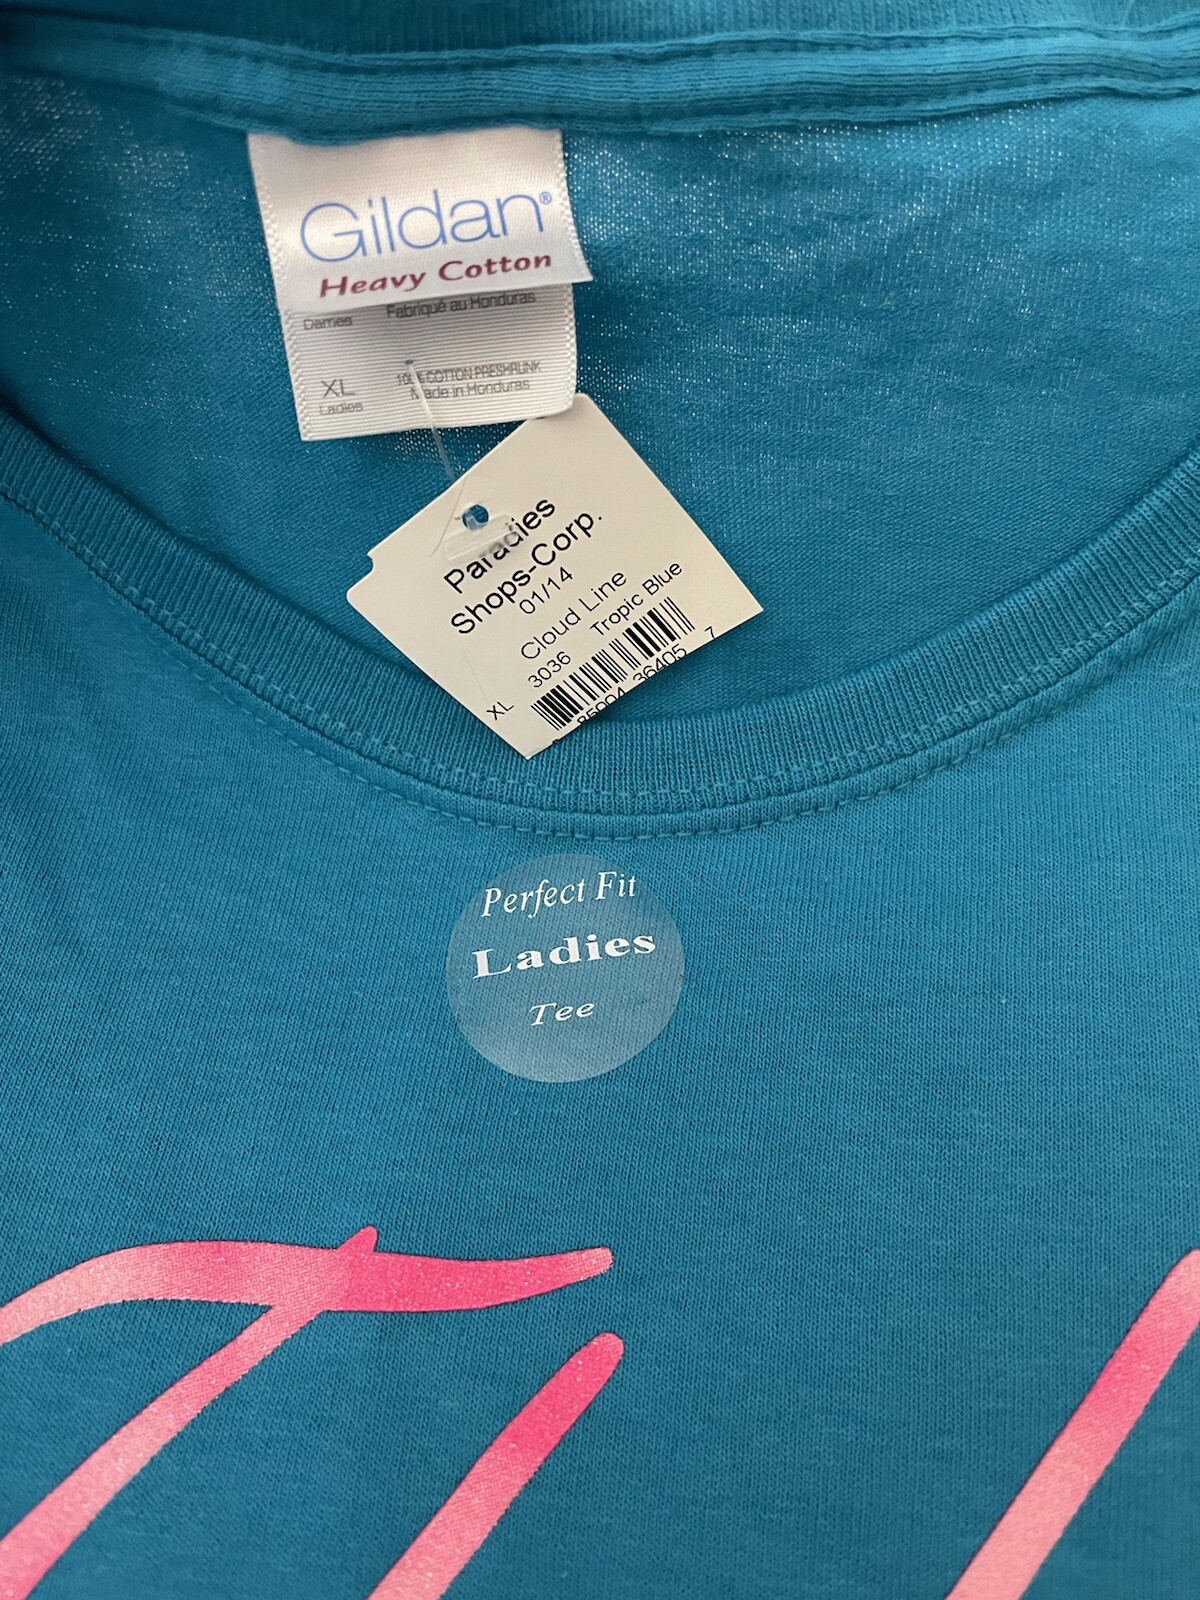 Gildan®
Heavy Cotton
Dames
Fabriqué au Honduras
XL
Ladies
COTTON PRESHRUNK
Made in Honduras
Paradies
Shops-Corp.
01/14
Cloud Line
3036 Tropic Blue
XL
36405 7
Perfect Fit
Ladies
Tee